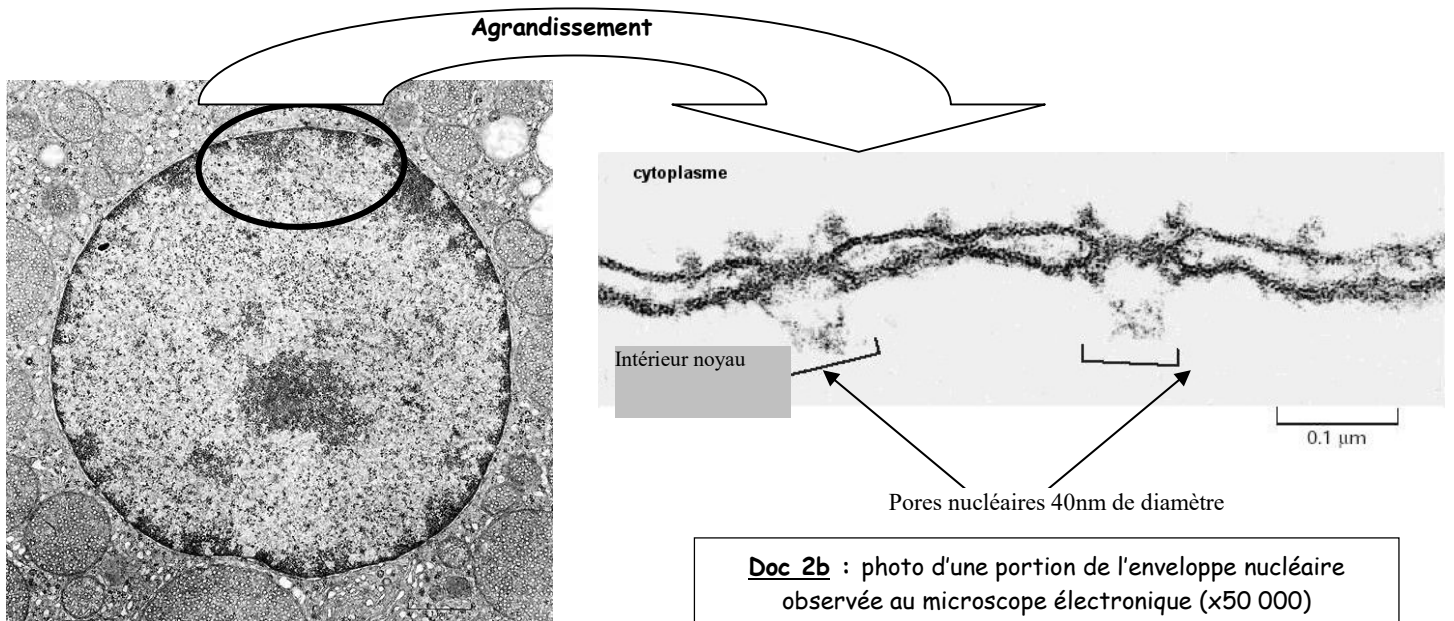 Agrandissement
cytoplasme
Intérieur noyau
0.1 µm
Pores nucléaires 40nm de diamètre
Doc 2b : photo d'une portion de l'enveloppe nucléaire
observée au microscope électronique (x50 000)